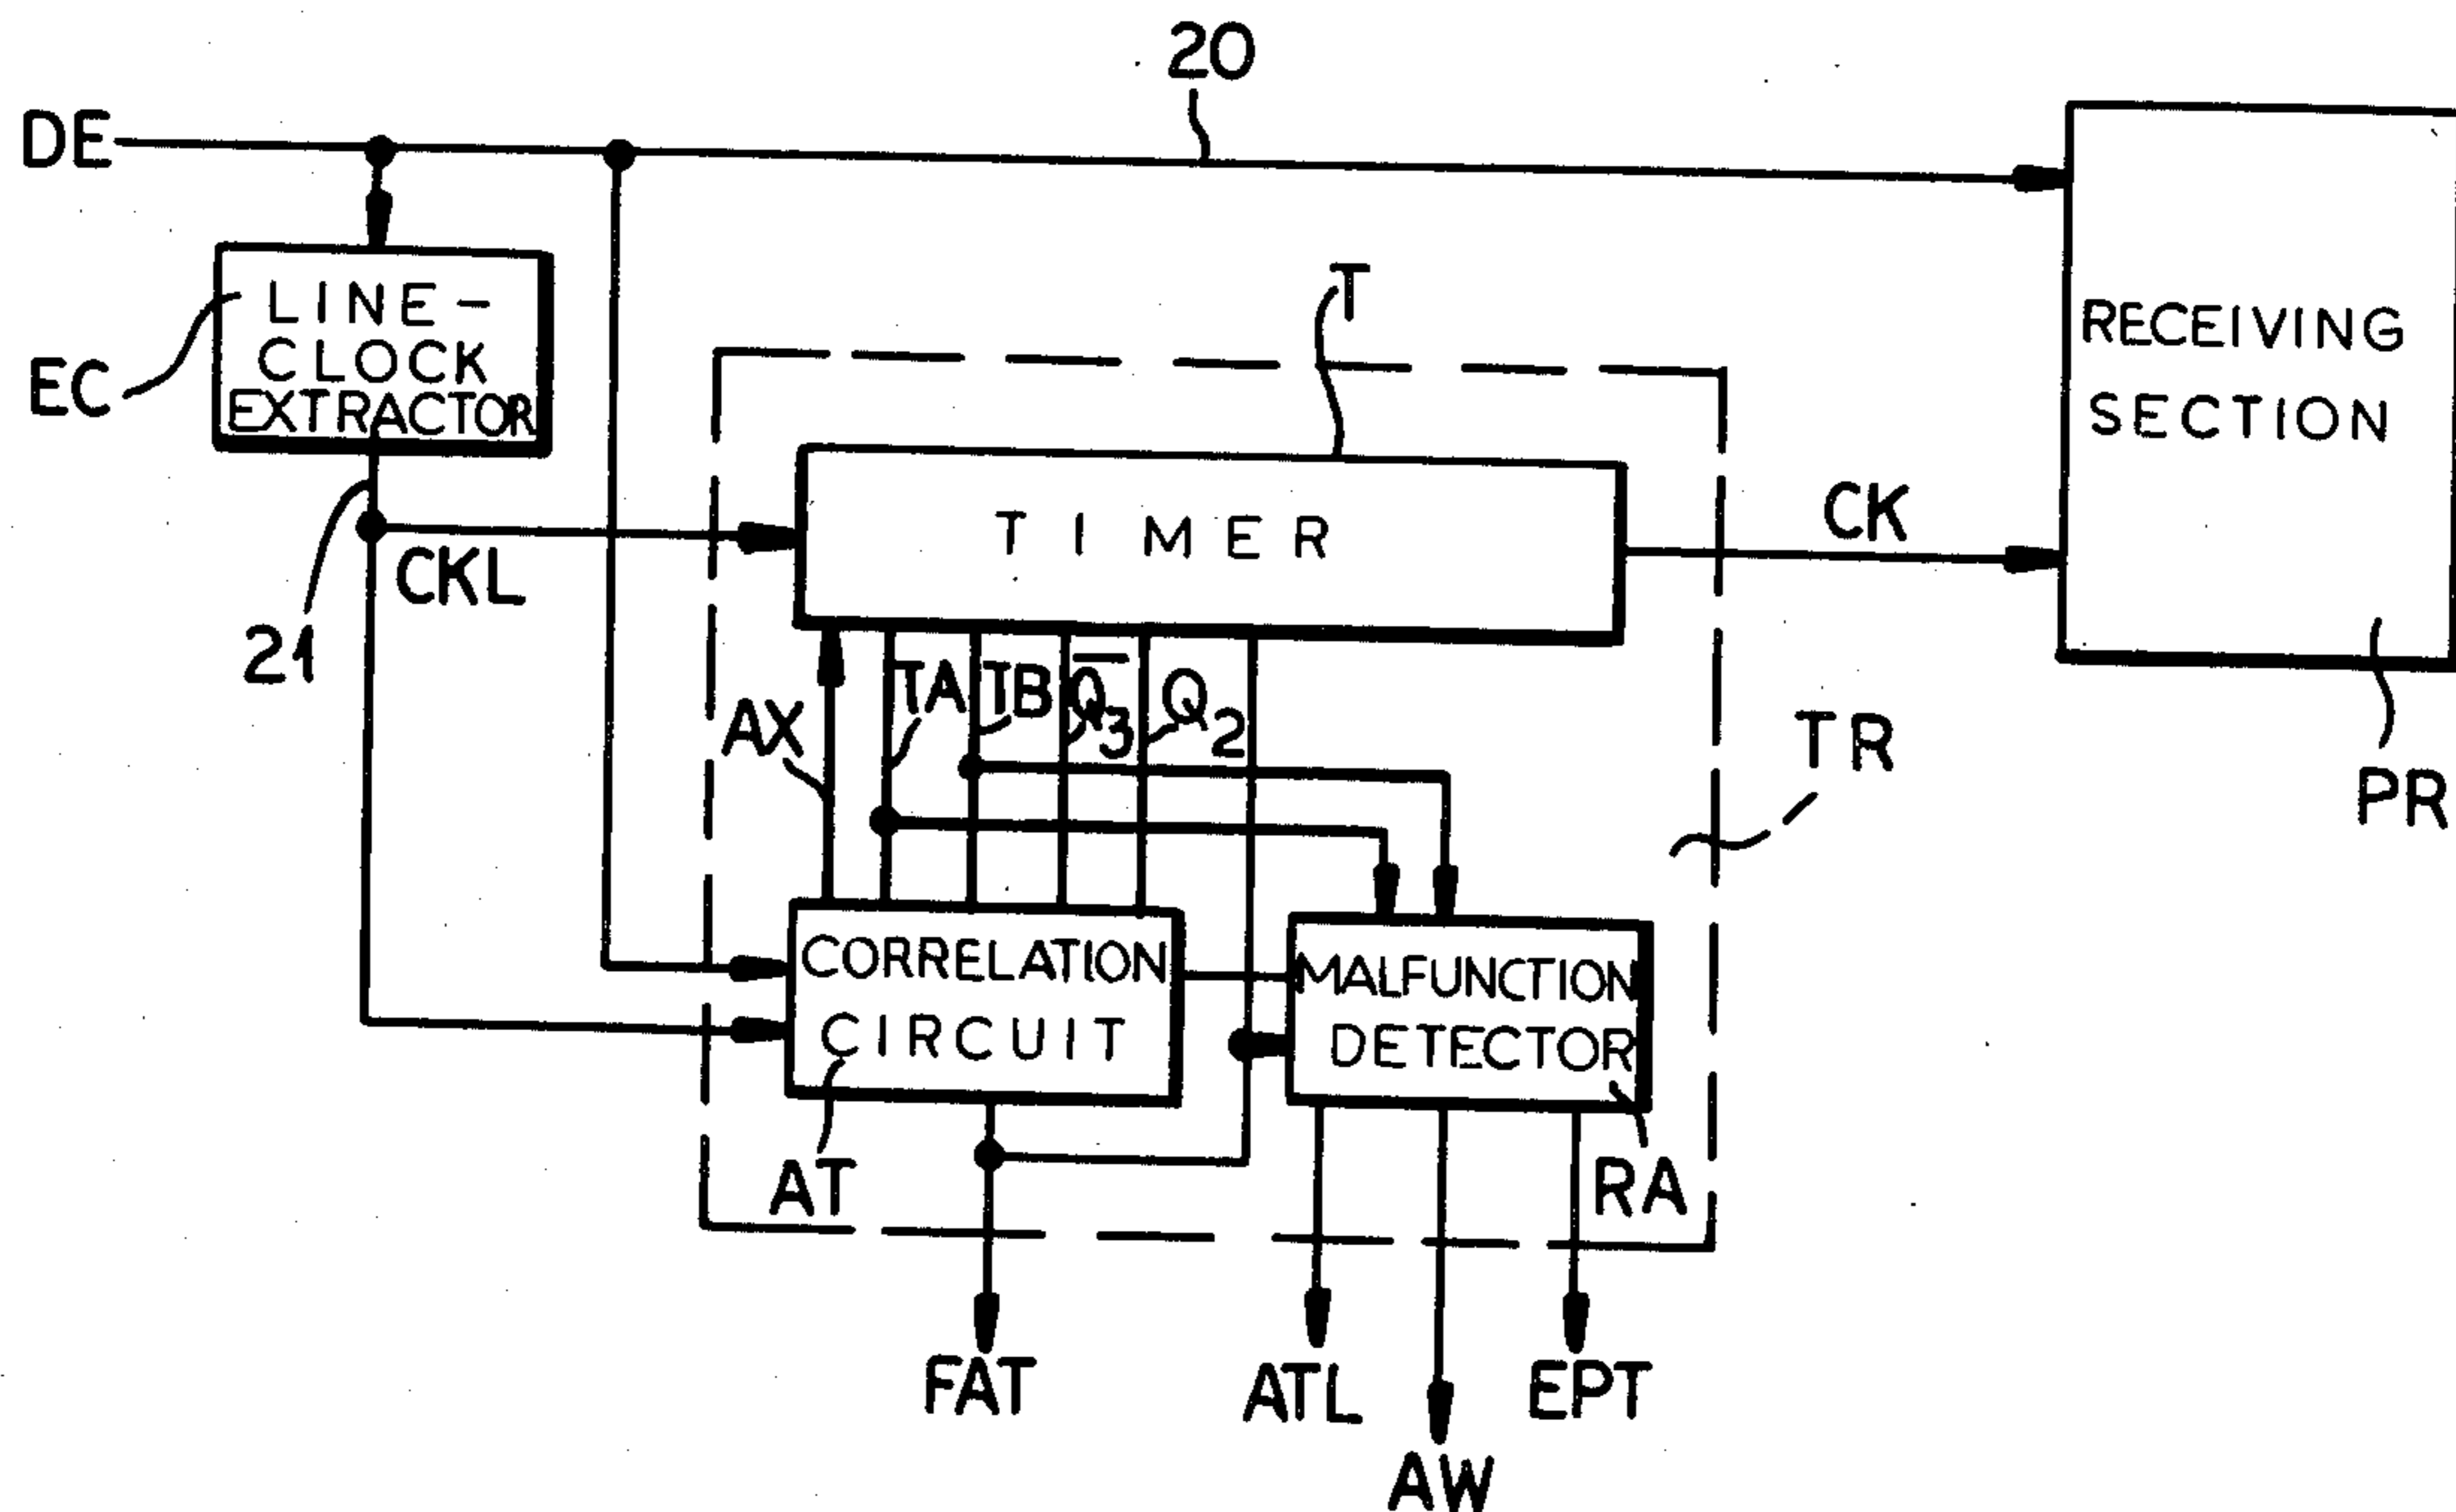 20
DE
LINE-
CLOCK
EXTRACTOR
EC
T
RECEIVING
SECTION
TIMER
CK
CKL
21
TA
TB
Q̅3
Q2
AX
TR
PR
CORRELATION
CIRCUIT
MALFUNCTION
DETECTOR
AT
RA
FAT
ATL
EPT
AW